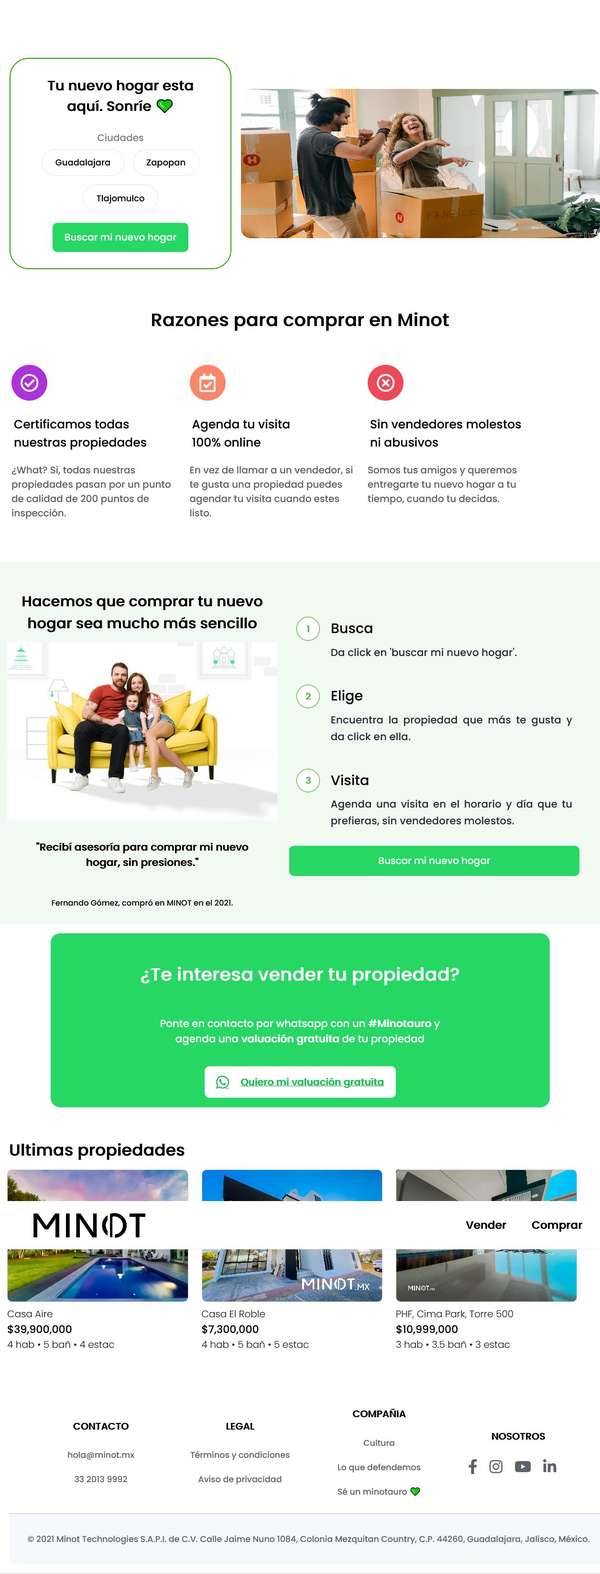 Tu nuevo hogar esta
aquí. Sonríe 💚
Ciudades
Guadalajara
Zapopan
Tlajomulco
Buscar mi nuevo hogar
Razones para comprar en Minot
Certificamos todas
nuestras propiedades
¿What? Sí, todas nuestras
propiedades pasan por un punto
de calidad de 200 puntos de
inspección.
Agenda tu visita
100% online
En vez de llamar a un vendedor, si
te gusta una propiedad puedes
agendar tu visita cuando estes
listo.
Sin vendedores molestos
ni abusivos
Somos tus amigos y queremos
entregarte tu nuevo hogar a tu
tiempo, cuando tu decidas.
Hacemos que comprar tu nuevo
hogar sea mucho más sencillo
"Recibí asesoría para comprar mi nuevo
hogar, sin presiones."
Fernando Gómez, compró en MINOT en el 2021.
1
Busca
Da click en 'buscar mi nuevo hogar'.
2
Elige
Encuentra la propiedad que más te gusta y
da click en ella.
3
Visita
Agenda una visita en el horario y día que tu
prefieras, sin vendedores molestos.
Buscar mi nuevo hogar
¿Te interesa vender tu propiedad?
Ponte en contacto por whatsapp con un #Minotauro y
agenda una valuación gratuita de tu propiedad
Quiero mi valuación gratuita
Ultimas propiedades
MINOT
Vender
Comprar
MINOT.MX
MINOT
Casa Aire
$39,900,000
4 hab • 5 bañ • 4 estac
Casa El Roble
$7,300,000
4 hab • 5 bañ • 5 estac
PHF, Cima Park, Torre 500
$10,999,000
3 hab • 3.5 bañ • 3 estac
CONTACTO
hola@minot.mx
33 2013 9992
LEGAL
Términos y condiciones
Aviso de privacidad
COMPAÑIA
Cultura
Lo que defendemos
Sé un minotauro 💚
NOSOTROS
© 2021 Minot Technologies S.A.P.I. de C.V. Calle Jaime Nuno 1084, Colonia Mezquitan Country, C.P. 44260, Guadalajara, Jalisco, México.